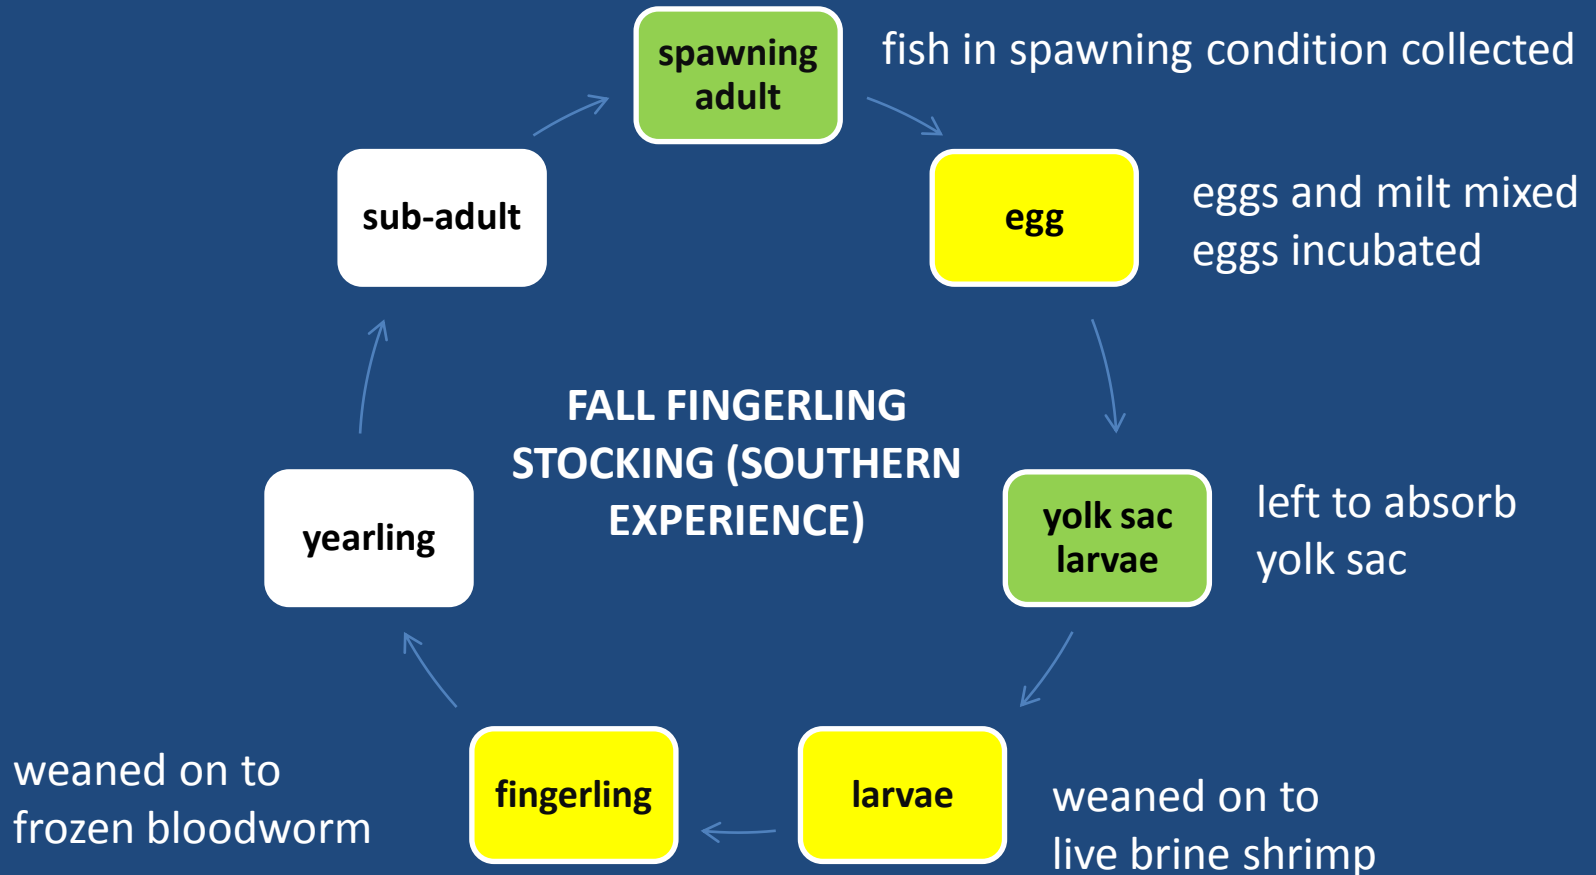 spawning
adult
fish in spawning condition collected
egg
eggs and milt mixed
eggs incubated
yolk sac
larvae
left to absorb
yolk sac
larvae
weaned on to
live brine shrimp
fingerling
weaned on to
frozen bloodworm
yearling
sub-adult
FALL FINGERLING
STOCKING (SOUTHERN
EXPERIENCE)